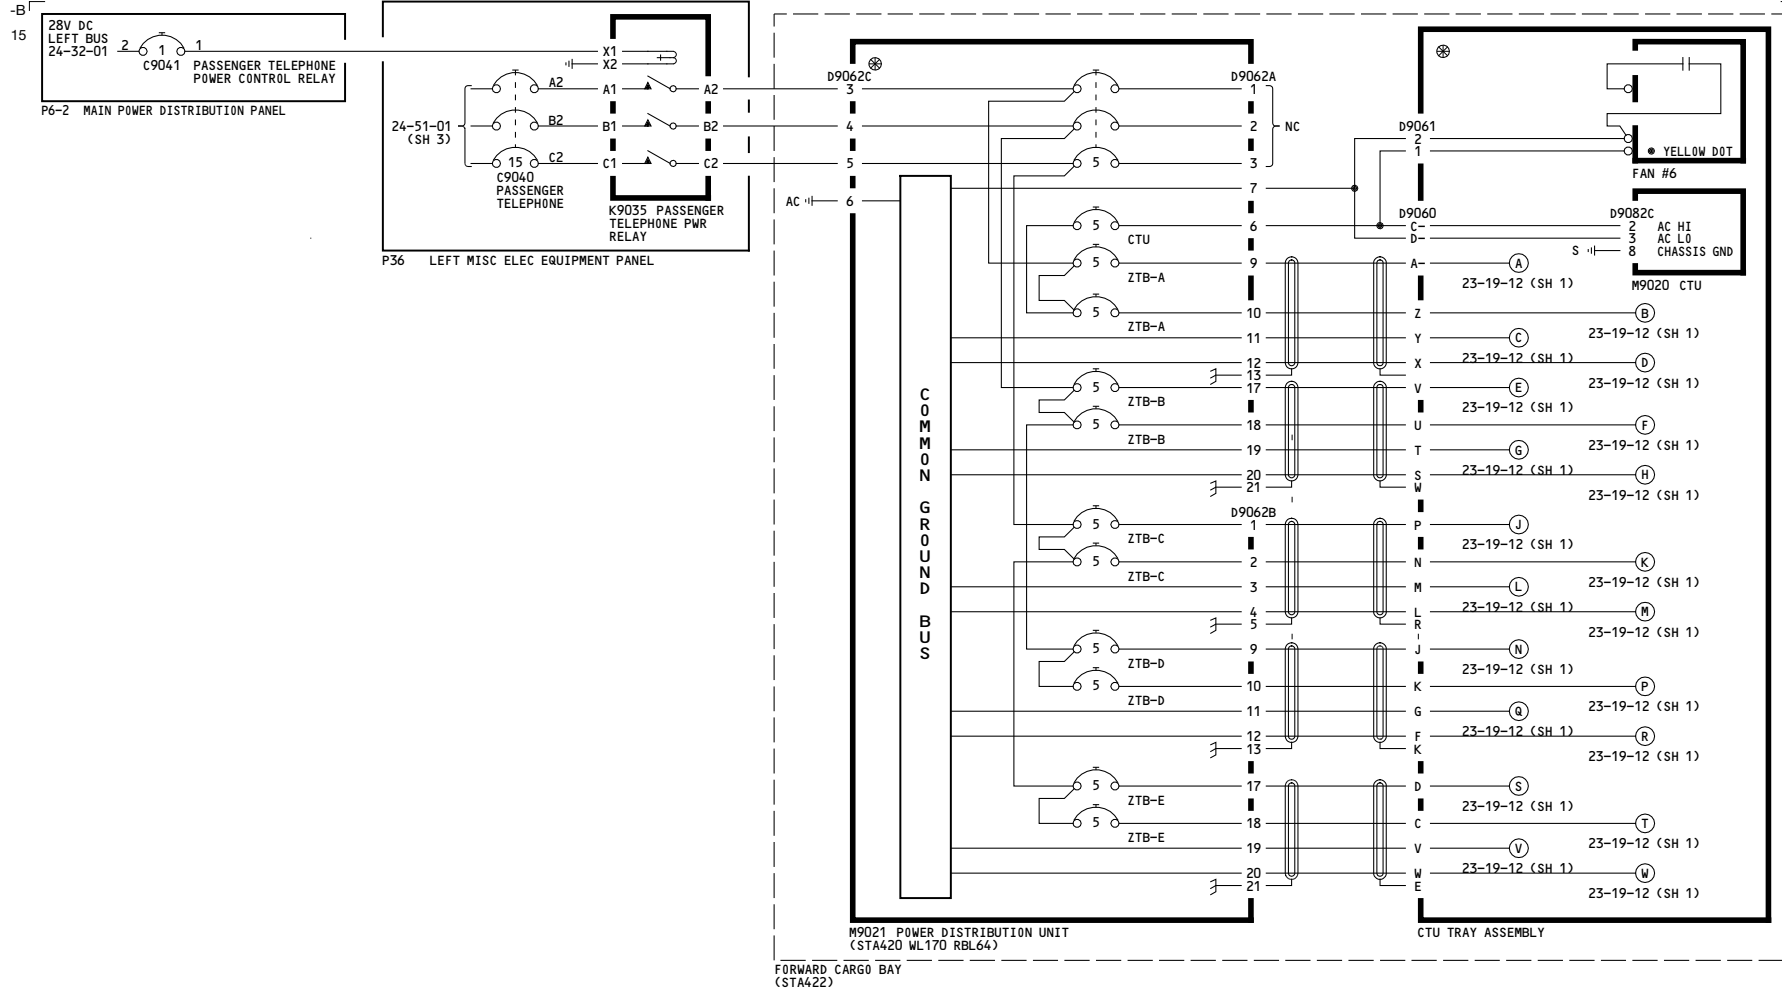 -B
15
28V DC
LEFT BUS
24-32-01
2
1
1
C9041
PASSENGER TELEPHONE
POWER CONTROL RELAY
P6-2 MAIN POWER DISTRIBUTION PANEL
24-51-01
(SH 3)
A2
B2
15
C2
C9040
PASSENGER
TELEPHONE
X1
X2
A1
A2
B1
B2
C1
C2
K9035 PASSENGER
TELEPHONE PWR
RELAY
P36 LEFT MISC ELEC EQUIPMENT PANEL
D9062C
3
4
5
AC
6
COMMON GROUND BUS
5
5
CTU
5
ZTB-A
5
ZTB-A
5
ZTB-B
5
ZTB-B
5
ZTB-C
5
ZTB-C
5
ZTB-D
5
ZTB-D
5
ZTB-E
5
ZTB-E
D9062A
1
2
NC
3
7
6
9
10
11
12
13
17
18
19
20
21
D9062B
1
2
3
4
5
9
10
11
12
13
17
18
19
20
21
M9021 POWER DISTRIBUTION UNIT
(STA420 WL170 RBL64)
FORWARD CARGO BAY
(STA422)
D9061
2
1
YELLOW DOT
FAN #6
D9060
C
D
D9082C
2 AC HI
3 AC LO
S
8 CHASSIS GND
M9020 CTU
A
A
23-19-12 (SH 1)
Z
B
23-19-12 (SH 1)
Y
C
23-19-12 (SH 1)
X
D
23-19-12 (SH 1)
V
E
23-19-12 (SH 1)
U
F
23-19-12 (SH 1)
T
G
23-19-12 (SH 1)
S
H
W
23-19-12 (SH 1)
P
J
23-19-12 (SH 1)
N
K
23-19-12 (SH 1)
M
L
23-19-12 (SH 1)
L
M
R
23-19-12 (SH 1)
J
N
23-19-12 (SH 1)
K
P
23-19-12 (SH 1)
G
Q
23-19-12 (SH 1)
F
R
K
23-19-12 (SH 1)
D
S
23-19-12 (SH 1)
C
T
23-19-12 (SH 1)
V
V
23-19-12 (SH 1)
W
W
E
23-19-12 (SH 1)
CTU TRAY ASSEMBLY